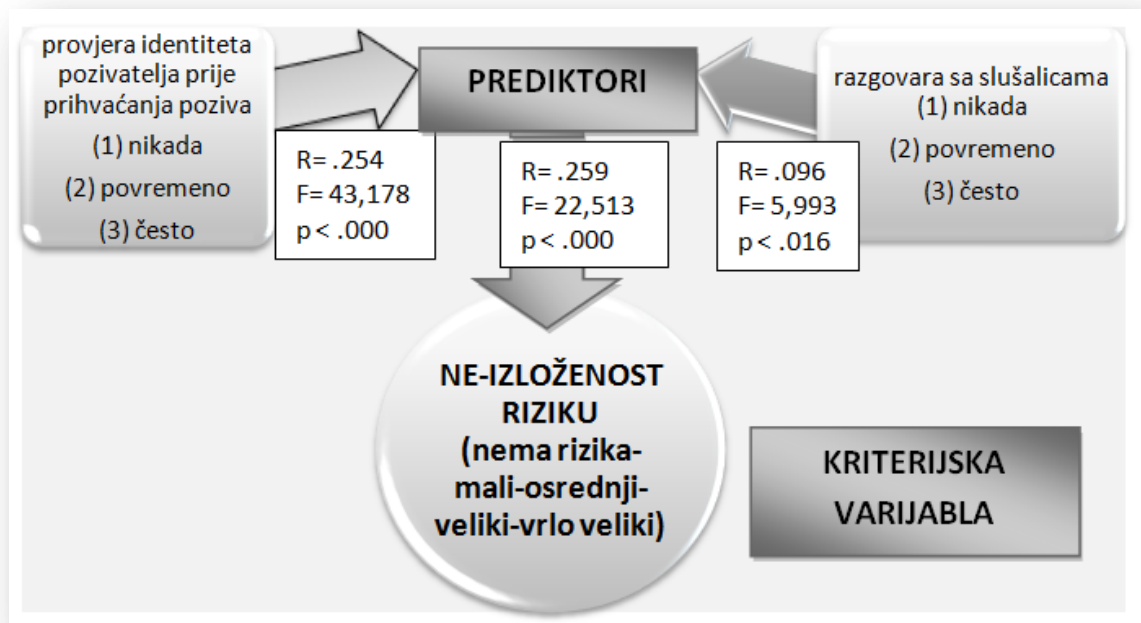 provjera identiteta
pozivatelja prije
prihvaćanja poziva
(1) nikada
(2) povremeno
(3) često
PREDIKTORI
razgovara sa slušalicama
(1) nikada
(2) povremeno
(3) često
R= .254
F= 43,178
p < .000
R= .259
F= 22,513
p < .000
R= .096
F= 5,993
p < .016
NE-IZLOŽENOST
RIZIKU
(nema rizika-
mali-osrednji-
veliki-vrlo veliki)
KRITERIJSKA
VARIJABLA